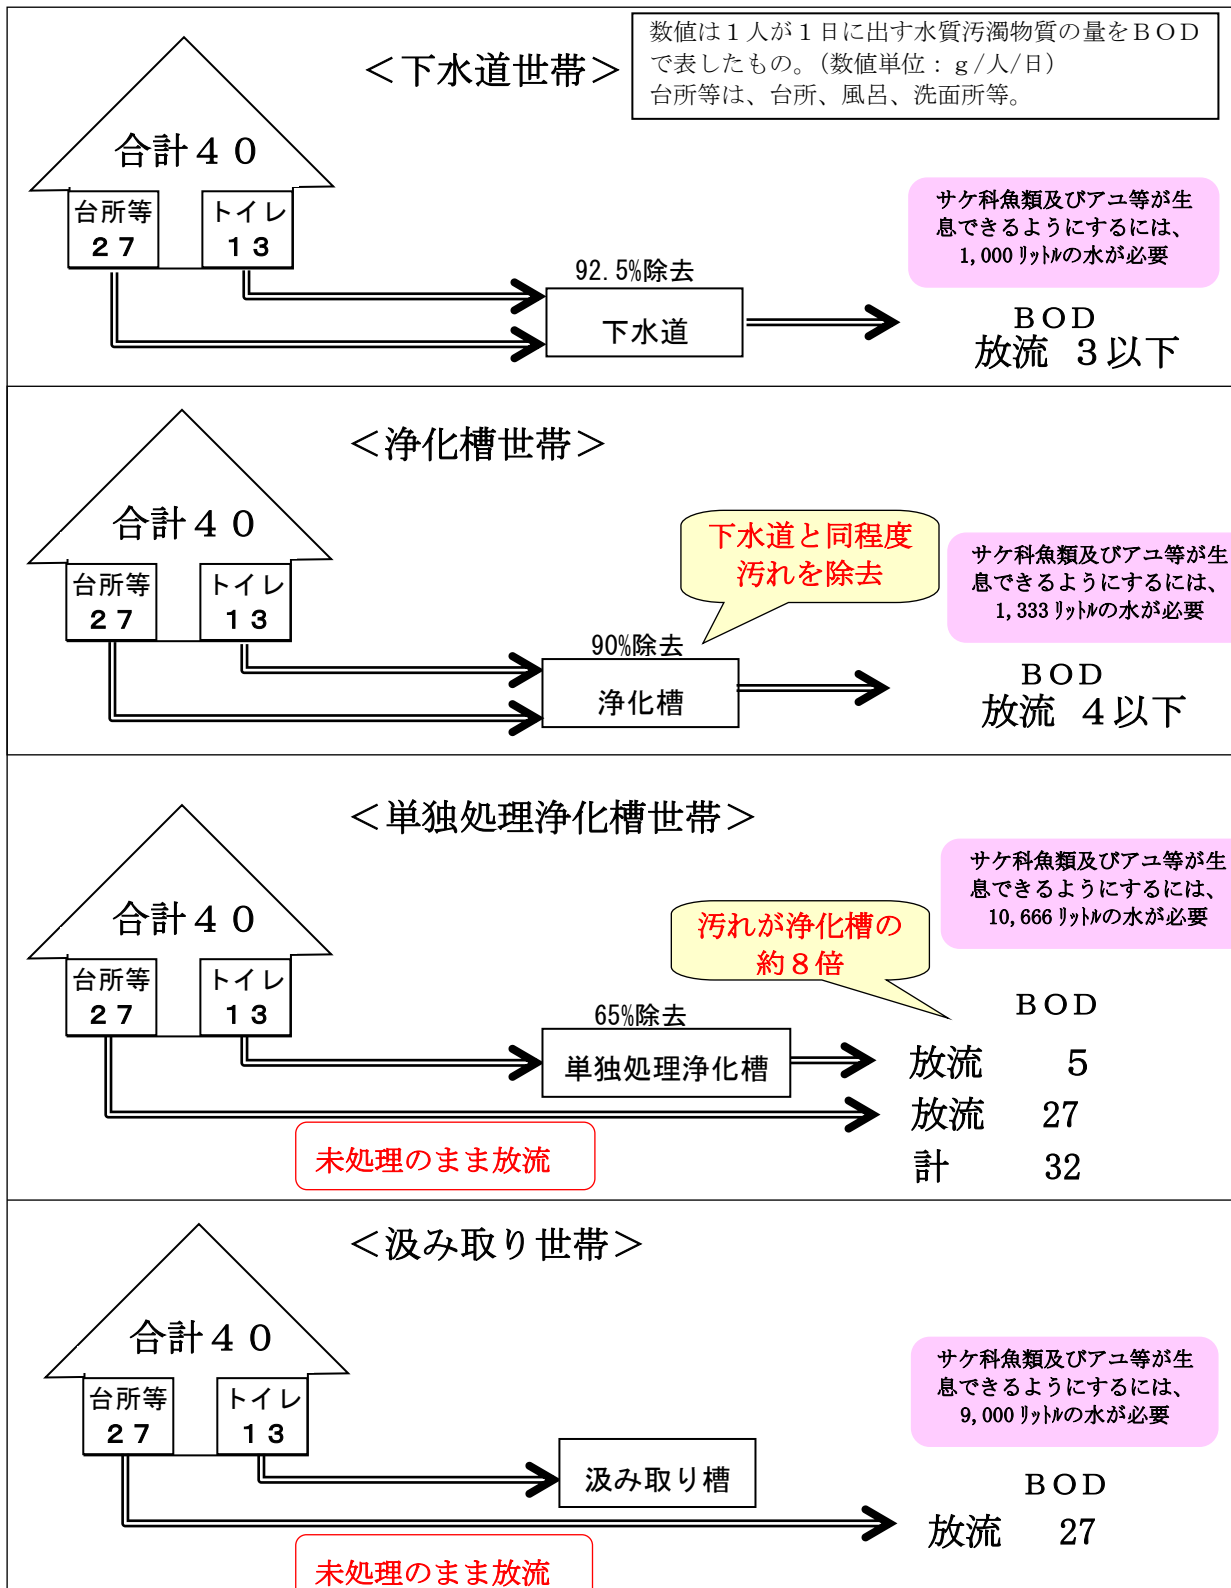 数値は１人が１日に出す水質汚濁物質の量をＢＯＤ
で表したもの。（数値単位：ｇ/人/日）
台所等は、台所、風呂、洗面所等。
＜下水道世帯＞
合計４０
台所等
２７
トイレ
１３
92.5%除去
下水道
サケ科魚類及びアユ等が生
息できるようにするには、
1,000㍑の水が必要
ＢＯＤ
放流 ３以下
＜浄化槽世帯＞
合計４０
台所等
２７
トイレ
１３
下水道と同程度
汚れを除去
90%除去
浄化槽
サケ科魚類及びアユ等が生
息できるようにするには、
1,333㍑の水が必要
ＢＯＤ
放流 ４以下
＜単独処理浄化槽世帯＞
合計４０
台所等
２７
トイレ
１３
汚れが浄化槽の
約８倍
65%除去
単独処理浄化槽
未処理のまま放流
サケ科魚類及びアユ等が生
息できるようにするには、
10,666㍑の水が必要
ＢＯＤ
放流 5
放流 27
計 32
＜汲み取り世帯＞
合計４０
台所等
２７
トイレ
１３
汲み取り槽
未処理のまま放流
サケ科魚類及びアユ等が生
息できるようにするには、
9,000㍑の水が必要
ＢＯＤ
放流 27